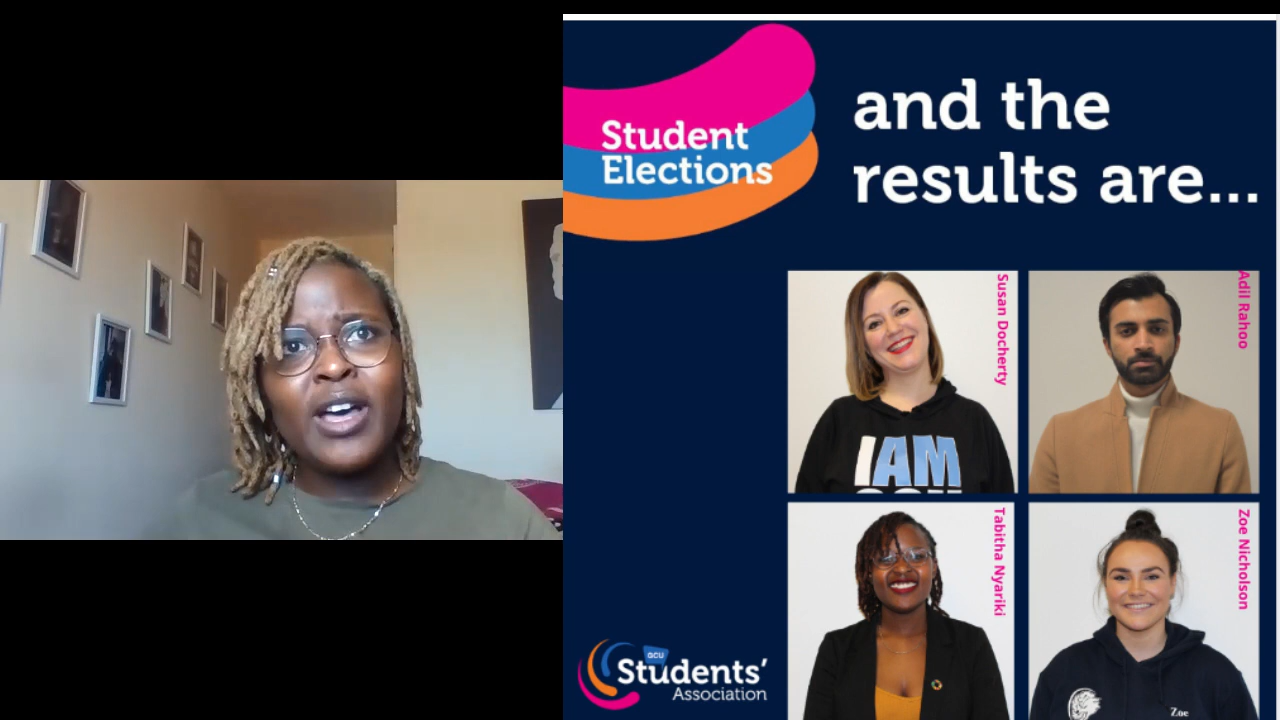 Student
Elections
and the
results are...
Susan Docherty
Adil Rahoo
IAM
Tabitha Nyariki
Zoe Nicholson
Zoe
GCU
Students'
Association